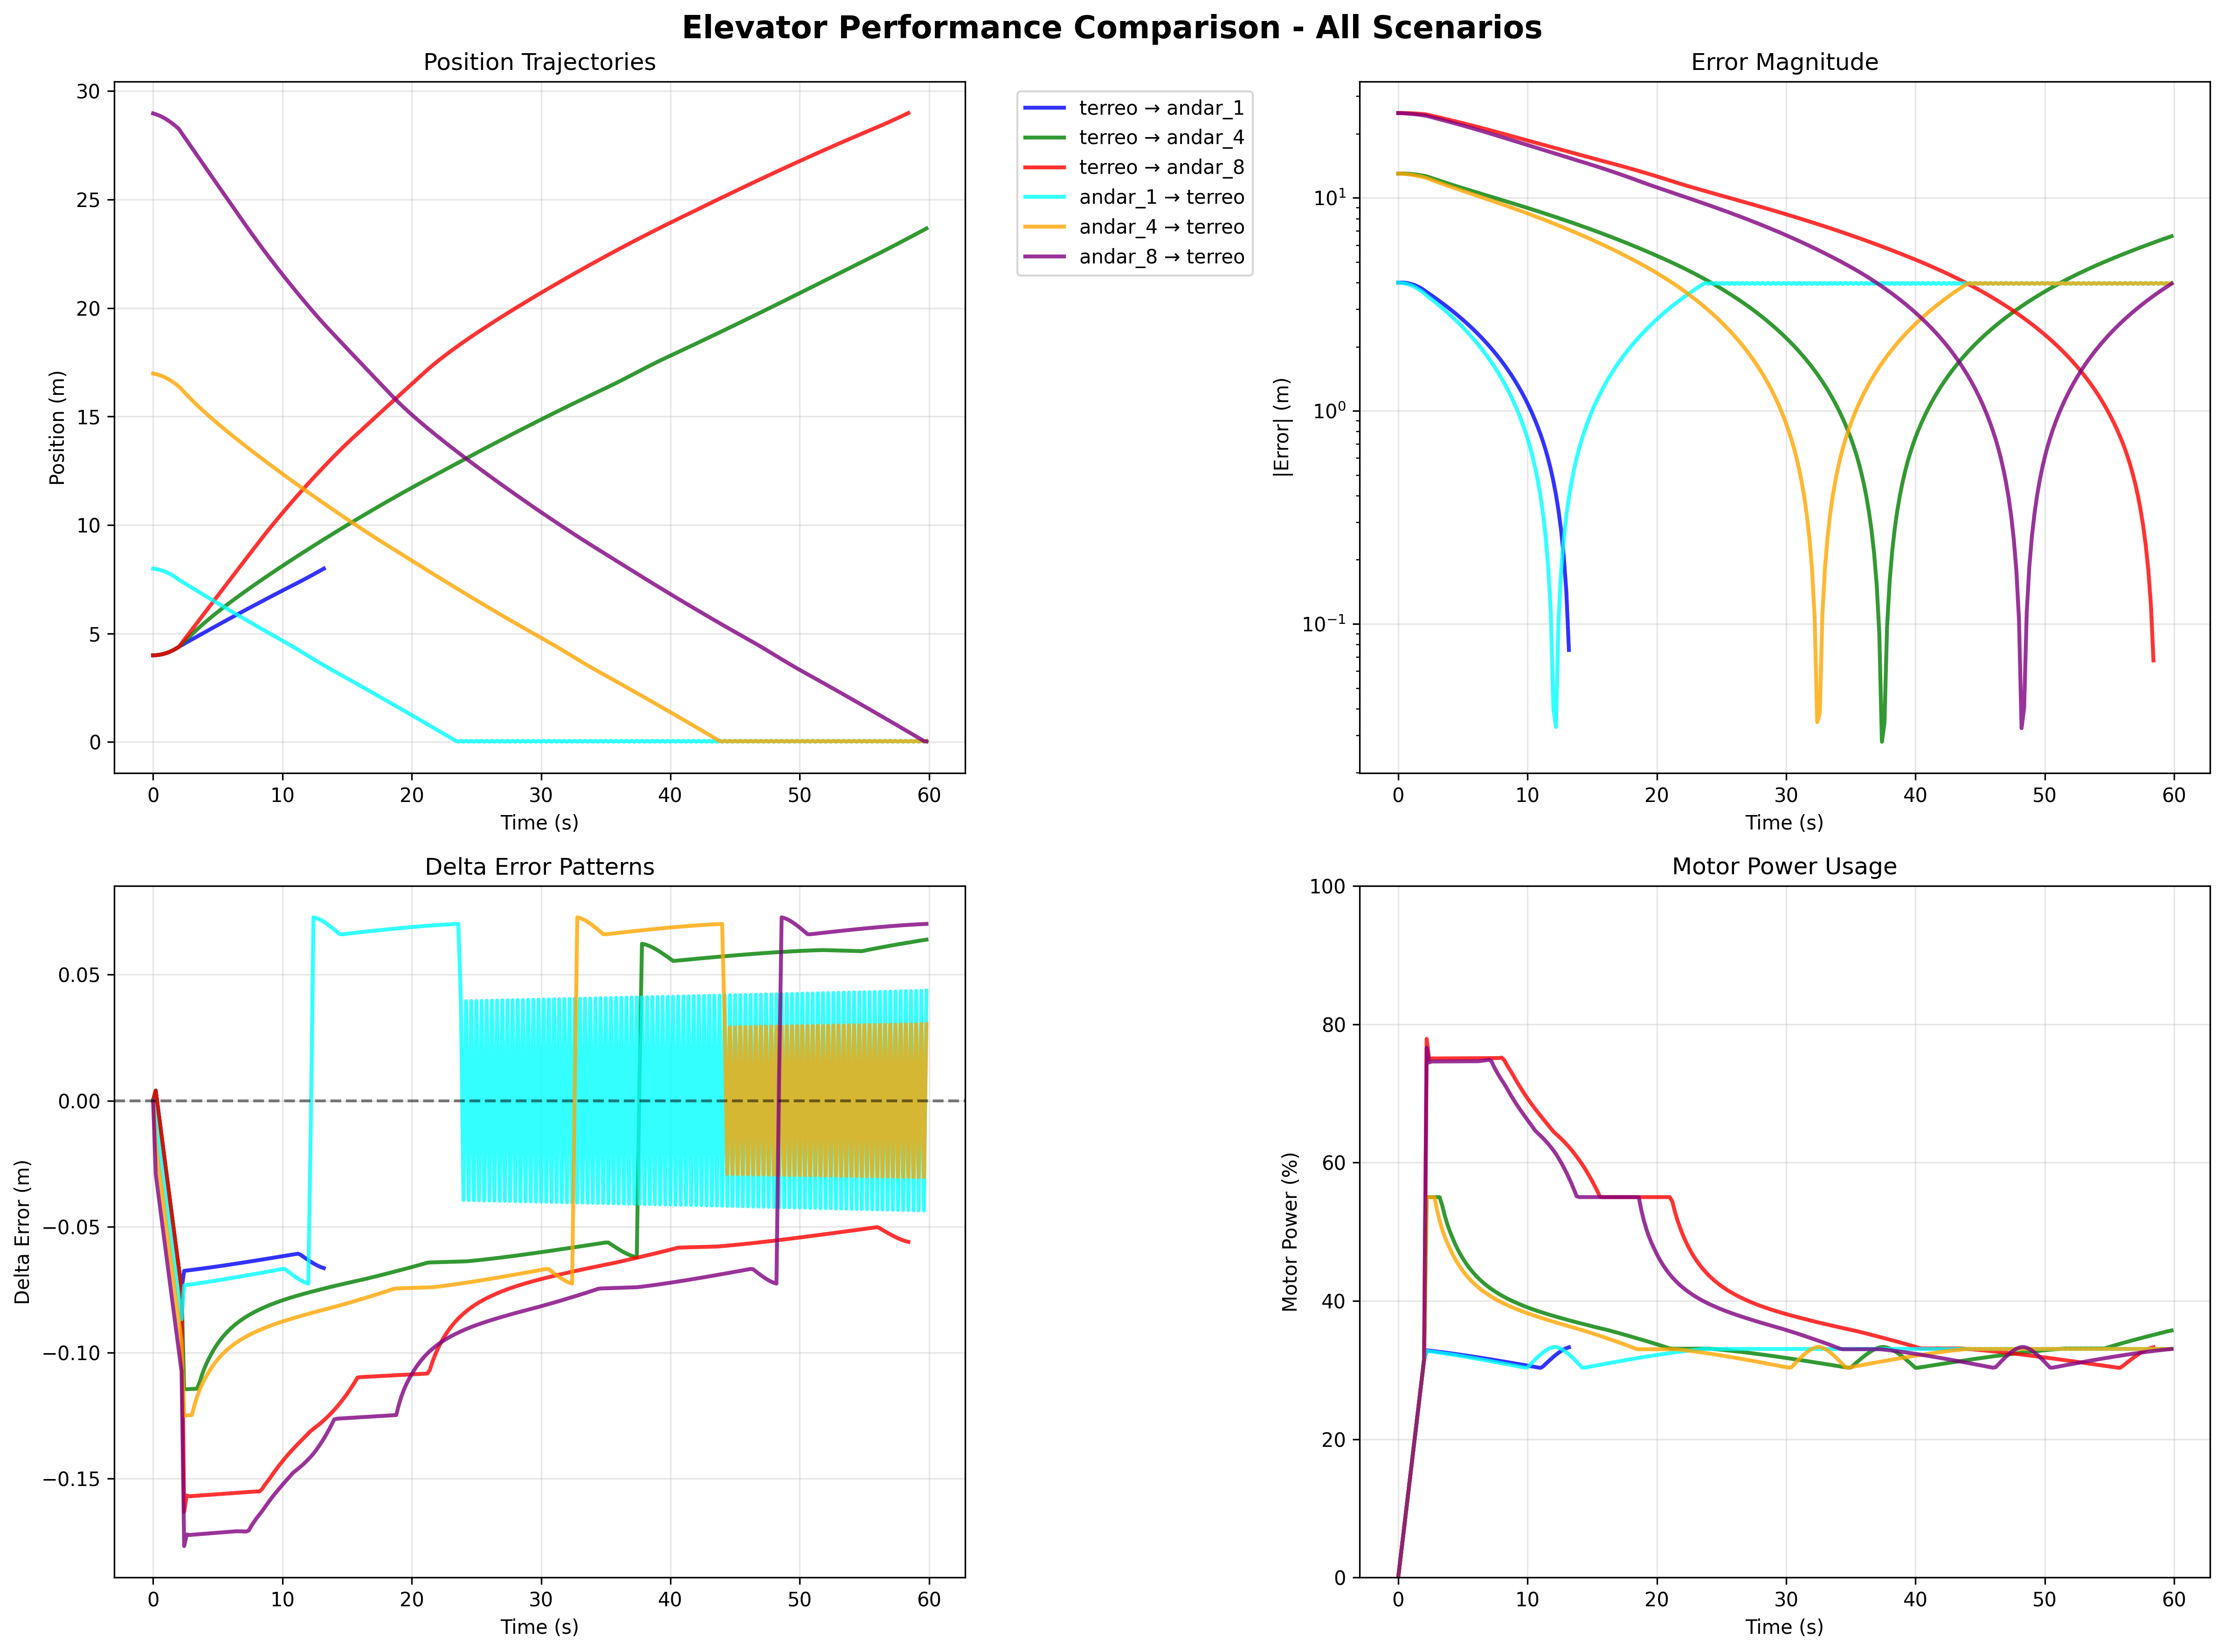 Elevator Performance Comparison - All Scenarios
Position Trajectories
30
25
20
15
10
5
0
Position (m)
0 10 20 30 40 50 60
Time (s)
terreo → andar_1
terreo → andar_4
terreo → andar_8
andar_1 → terreo
andar_4 → terreo
andar_8 → terreo
Error Magnitude
10¹
10⁰
10⁻¹
|Error| (m)
0 10 20 30 40 50 60
Time (s)
Delta Error Patterns
0.05
0.00
−0.05
−0.10
−0.15
Delta Error (m)
0 10 20 30 40 50 60
Time (s)
Motor Power Usage
100
80
60
40
20
0
Motor Power (%)
0 10 20 30 40 50 60
Time (s)